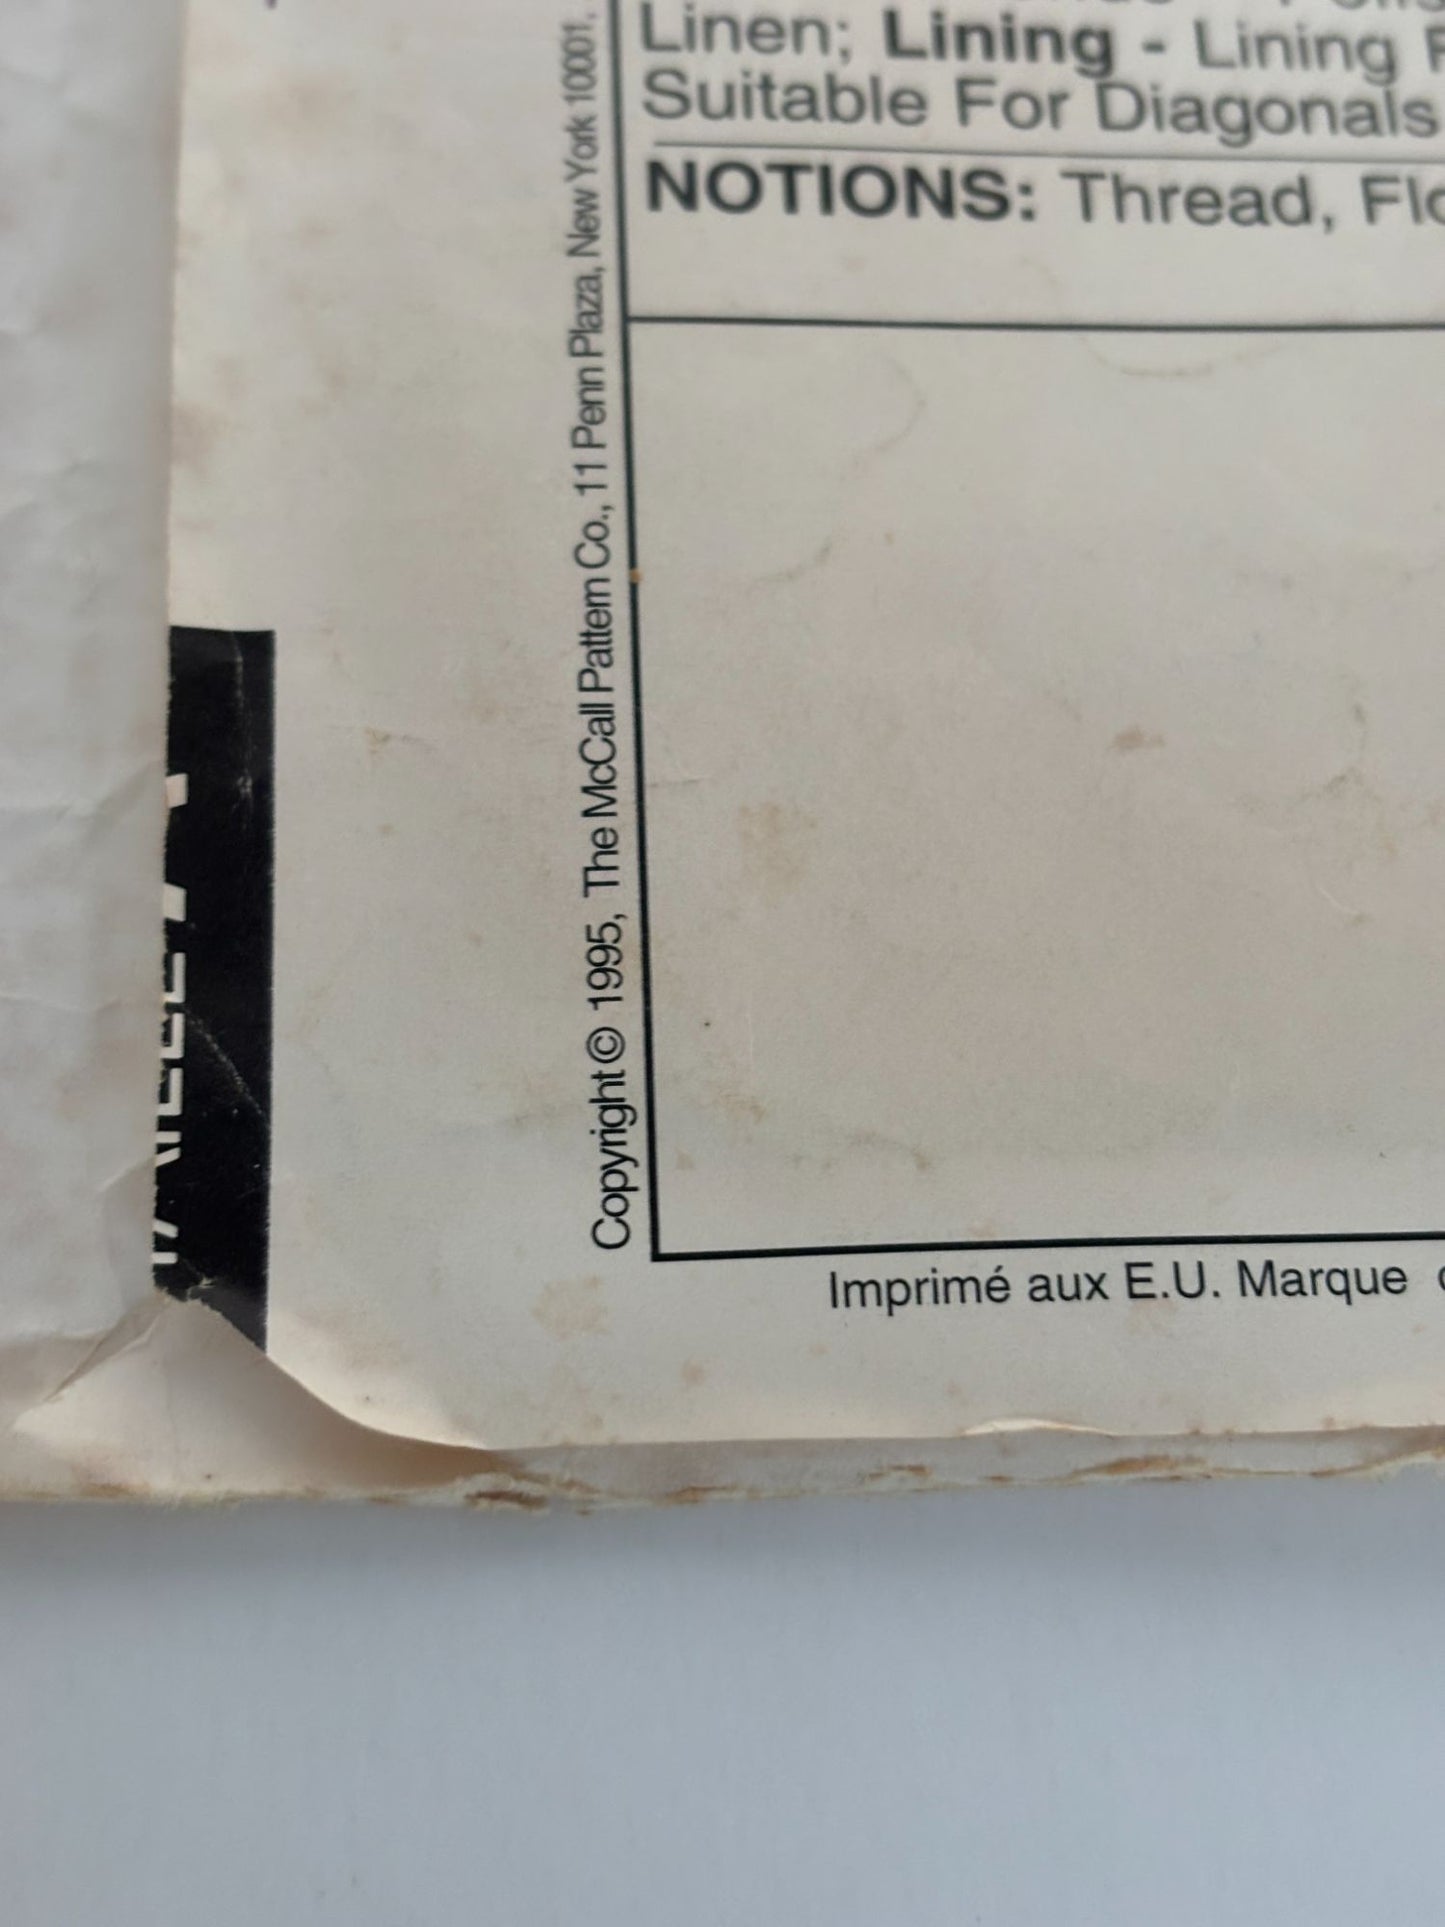 Linen; Lining - Lining
Suitable For Diagonals
NOTIONS: Thread,
Copyright © 1995, The McCall Pattern Co., 11 Penn Plaza, New York 10001,
Imprimé aux E.U. Marque